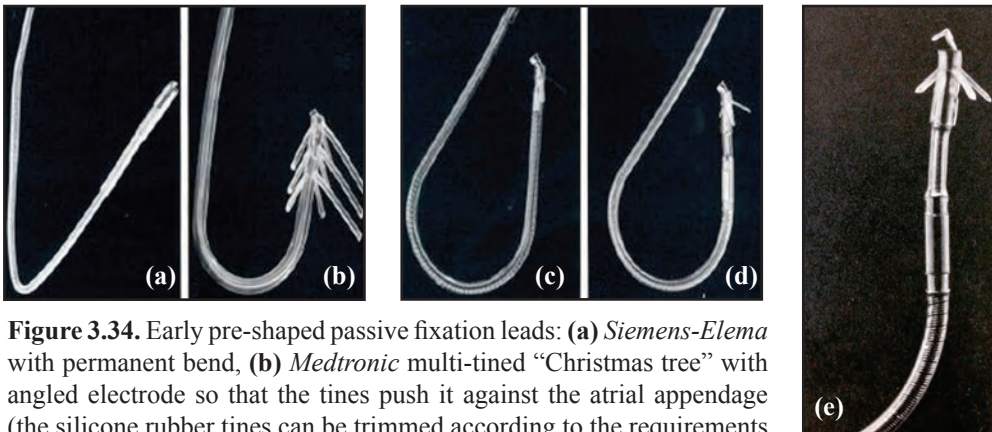 (a)
(b)
(c)
(d)
(e)
Figure 3.34. Early pre-shaped passive fixation leads: (a) Siemens-Elema
with permanent bend, (b) Medtronic multi-tined “Christmas tree” with
angled electrode so that the tines push it against the atrial appendage
(the silicone rubber tines can be trimmed according to the requirements